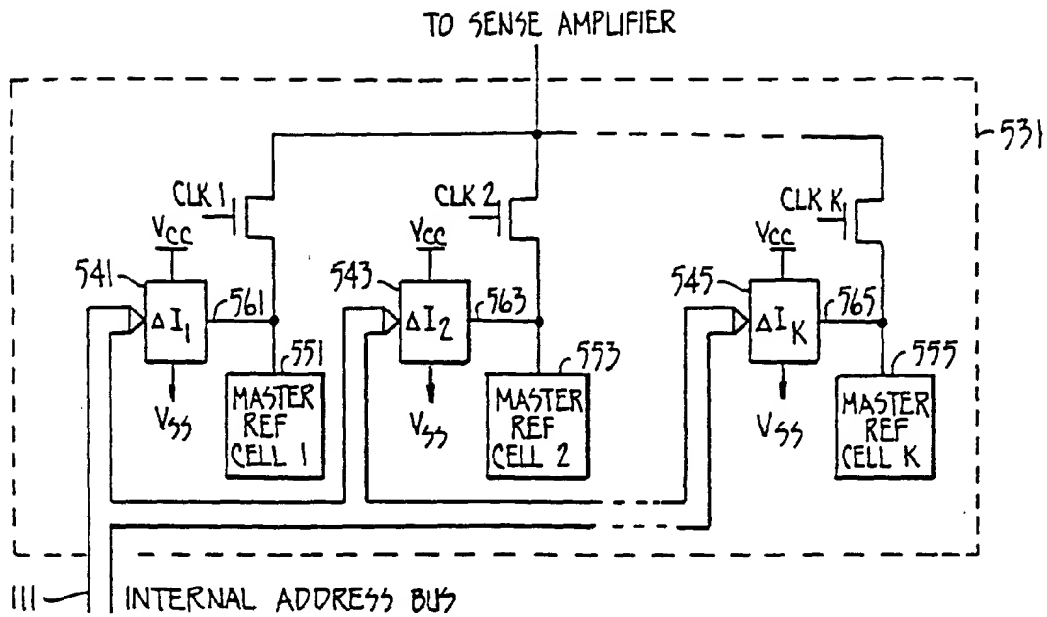 TO SENSE AMPLIFIER
531
CLK 1
CLK 2
CLK K
VCC
VCC
VCC
541
543
545
ΔI1
561
ΔI2
563
ΔIK
565
VSS
VSS
VSS
551
553
555
MASTER
REF
CELL 1
MASTER
REF
CELL 2
MASTER
REF
CELL K
111
INTERNAL ADDRESS BUS